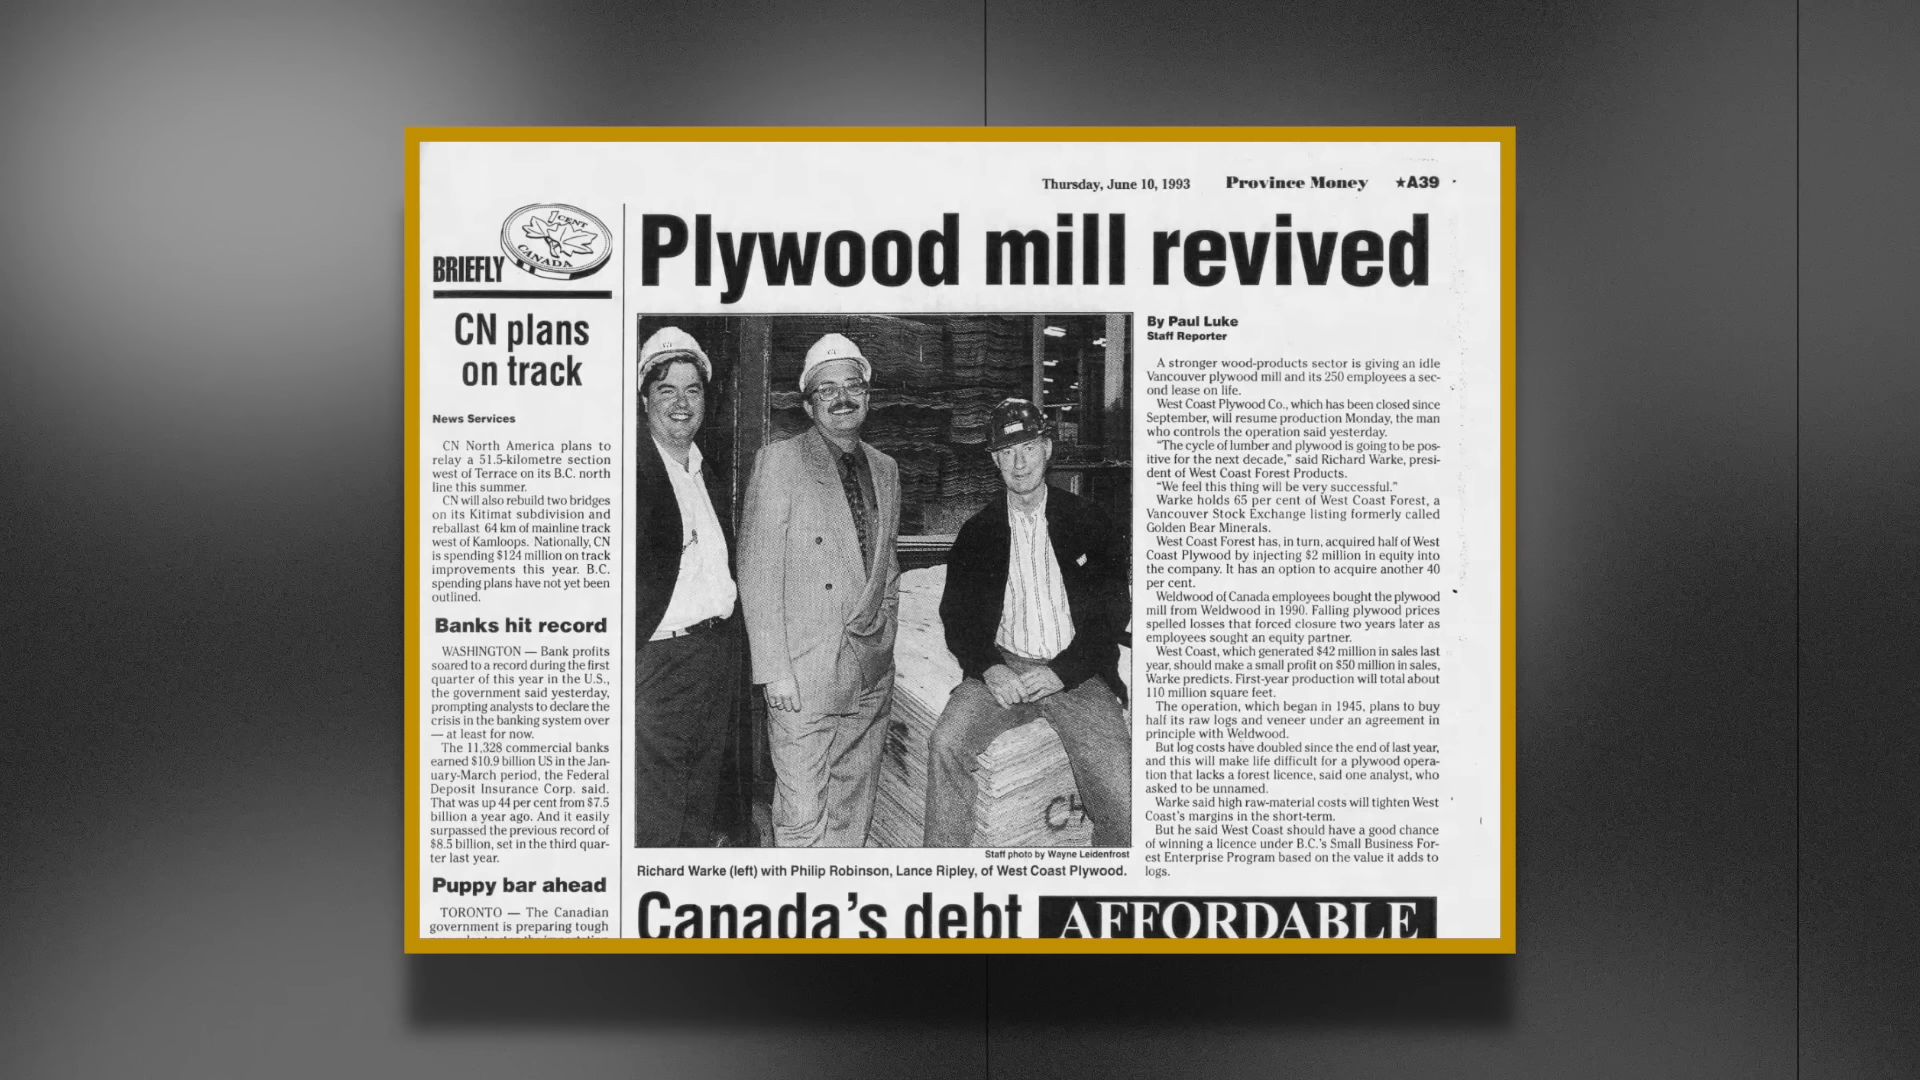 Thursday, June 10, 1993 Province Money ★A39
1 CENT
CANADA
BRIEFLY
CN plans
on track
News Services
CN North America plans to
relay a 51.5-kilometre section
west of Terrace on its B.C. north
line this summer.
CN will also rebuild two bridges
on its Kitimat subdivision and
reballast 64 km of mainline track
west of Kamloops. Nationally, CN
is spending $124 million on track
improvements this year. B.C.
spending plans have not yet been
outlined.
Banks hit record
WASHINGTON — Bank profits
soared to a record during the first
quarter of this year in the U.S.,
the government said yesterday,
prompting analysts to declare the
crisis in the banking system over
— at least for now.
The 11,328 commercial banks
earned $10.9 billion US in the Jan-
uary-March period, the Federal
Deposit Insurance Corp. said.
That was up 44 per cent from $7.5
billion a year ago. And it easily
surpassed the previous record of
$8.5 billion, set in the third quar-
ter last year.
Puppy bar ahead
TORONTO — The Canadian
government is preparing tough
Plywood mill revived
CH
Staff photo by Wayne Leidenfrost
Richard Warke (left) with Philip Robinson, Lance Ripley, of West Coast Plywood.
By Paul Luke
Staff Reporter
A stronger wood-products sector is giving an idle
Vancouver plywood mill and its 250 employees a sec-
ond lease on life.
West Coast Plywood Co., which has been closed since
September, will resume production Monday, the man
who controls the operation said yesterday.
"The cycle of lumber and plywood is going to be pos-
itive for the next decade," said Richard Warke, presi-
dent of West Coast Forest Products.
"We feel this thing will be very successful."
Warke holds 65 per cent of West Coast Forest, a
Vancouver Stock Exchange listing formerly called
Golden Bear Minerals.
West Coast Forest has, in turn, acquired half of West
Coast Plywood by injecting $2 million in equity into
the company. It has an option to acquire another 40
per cent.
Weldwood of Canada employees bought the plywood
mill from Weldwood in 1990. Falling plywood prices
spelled losses that forced closure two years later as
employees sought an equity partner.
West Coast, which generated $42 million in sales last
year, should make a small profit on $50 million in sales,
Warke predicts. First-year production will total about
110 million square feet.
The operation, which began in 1945, plans to buy
half its raw logs and veneer under an agreement in
principle with Weldwood.
But log costs have doubled since the end of last year,
and this will make life difficult for a plywood opera-
tion that lacks a forest licence, said one analyst, who
asked to be unnamed.
Warke said high raw-material costs will tighten West
Coast's margins in the short-term.
But he said West Coast should have a good chance
of winning a licence under B.C.'s Small Business For-
est Enterprise Program based on the value it adds to
logs.
Canada's debt
AFFORDABLE